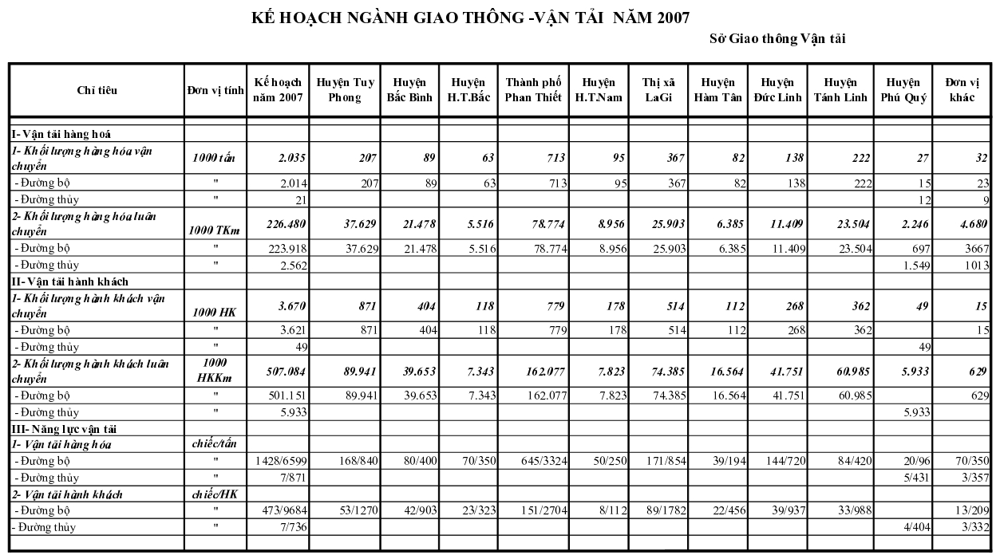 KẾ HOẠCH NGÀNH GIAO THÔNG -VẬN TẢI NĂM 2007
Sở Giao thông Vận tải
Chỉ tiêu Đơn vị tính Kế hoạch năm 2007 Huyện Tuy Phong Huyện Bắc Bình Huyện H.T.Bắc Thành phố Phan Thiết Huyện H.T.Nam Thị xã LaGi Huyện Hàm Tân Huyện Đức Linh Huyện Tánh Linh Huyện Phú Quý Đơn vị khác
I- Vận tải hàng hoá
1- Khối lượng hàng hóa vận chuyển 1000 tấn 2.035 207 89 63 713 95 367 82 138 222 27 32
- Đường bộ " 2.014 207 89 63 713 95 367 82 138 222 15 23
- Đường thủy " 21 12 9
2- Khối lượng hàng hóa luân chuyển 1000 TKm 226.480 37.629 21.478 5.516 78.774 8.956 25.903 6.385 11.409 23.504 2.246 4.680
- Đường bộ " 223.918 37.629 21.478 5.516 78.774 8.956 25.903 6.385 11.409 23.504 697 3667
- Đường thủy " 2.562 1.549 1013
II- Vận tải hành khách
1- Khối lượng hành khách vận chuyển 1000 HK 3.670 871 404 118 779 178 514 112 268 362 49 15
- Đường bộ " 3.621 871 404 118 779 178 514 112 268 362 15
- Đường thủy " 49 49
2- Khối lượng hành khách luân chuyển 1000 HKKm 507.084 89.941 39.653 7.343 162.077 7.823 74.385 16.564 41.751 60.985 5.933 629
- Đường bộ " 501.151 89.941 39.653 7.343 162.077 7.823 74.385 16.564 41.751 60.985 629
- Đường thủy " 5.933 5.933
III- Năng lực vận tải
1- Vận tải hàng hóa chiếc/tấn
- Đường bộ " 1428/6599 168/840 80/400 70/350 645/3324 50/250 171/854 39/194 144/720 84/420 20/96 70/350
- Đường thủy " 7/871 5/431 3/357
2- Vận tải hành khách chiếc/HK
- Đường bộ " 473/9684 53/1270 42/903 23/323 151/2704 8/112 89/1782 22/456 39/937 33/988 13/209
- Đường thủy " 7/736 4/404 3/332